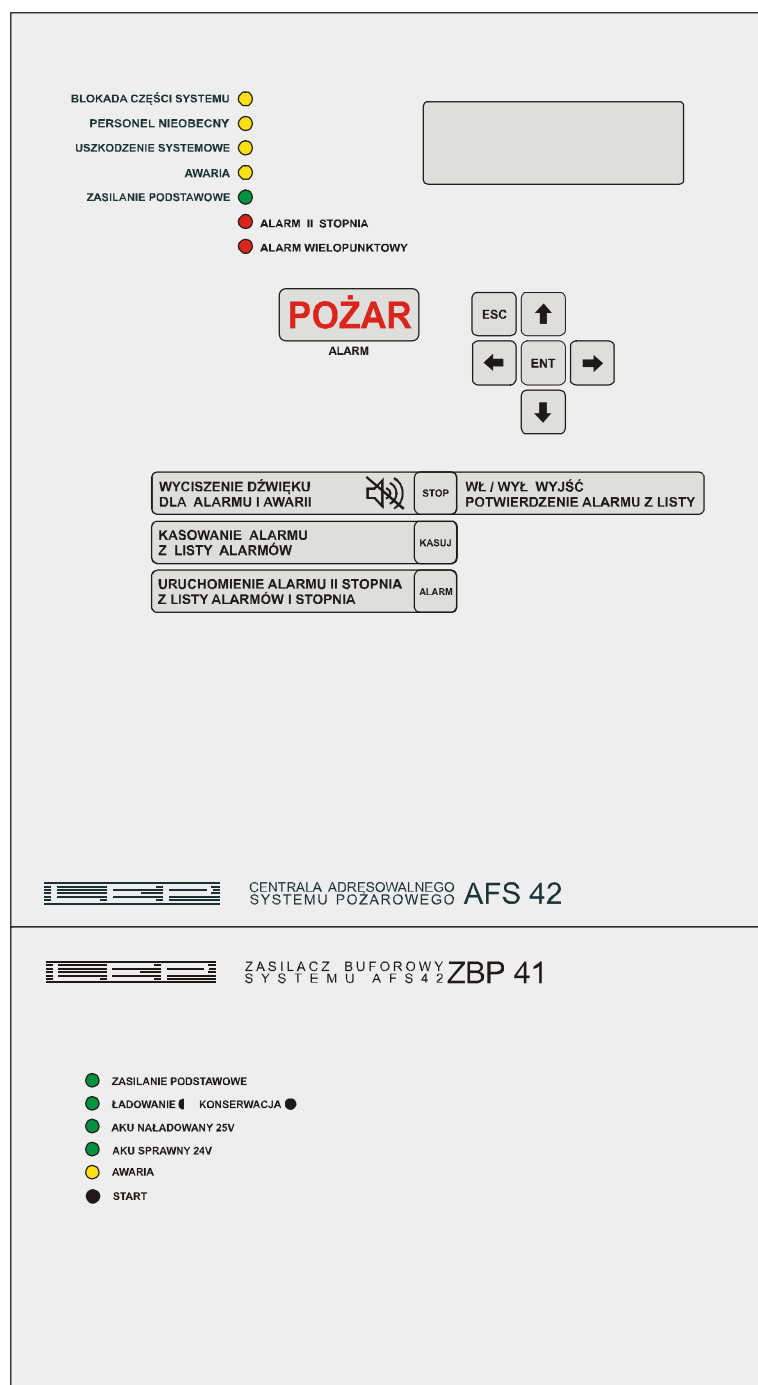 BLOKADA CZĘŚCI SYSTEMU
PERSONEL NIEOBECNY
USZKODZENIE SYSTEMOWE
AWARIA
ZASILANIE PODSTAWOWE
ALARM II STOPNIA
ALARM WIELOPUNKTOWY
POŻAR
ALARM
ESC
ENT
WYCISZENIE DŹWIĘKU
DLA ALARMU I AWARII
STOP
WŁ / WYŁ WYJŚĆ
POTWIERDZENIE ALARMU Z LISTY
KASOWANIE ALARMU
Z LISTY ALARMÓW
KASUJ
URUCHOMIENIE ALARMU II STOPNIA
Z LISTY ALARMÓW I STOPNIA
ALARM
CENTRALA ADRESOWALNEGO
SYSTEMU POŻAROWEGO
AFS 42
ZASILACZ BUFOROWY
SYSTEMU AFS42
ZBP 41
ZASILANIE PODSTAWOWE
ŁADOWANIE KONSERWACJA
AKU NAŁADOWANY 25V
AKU SPRAWNY 24V
AWARIA
START